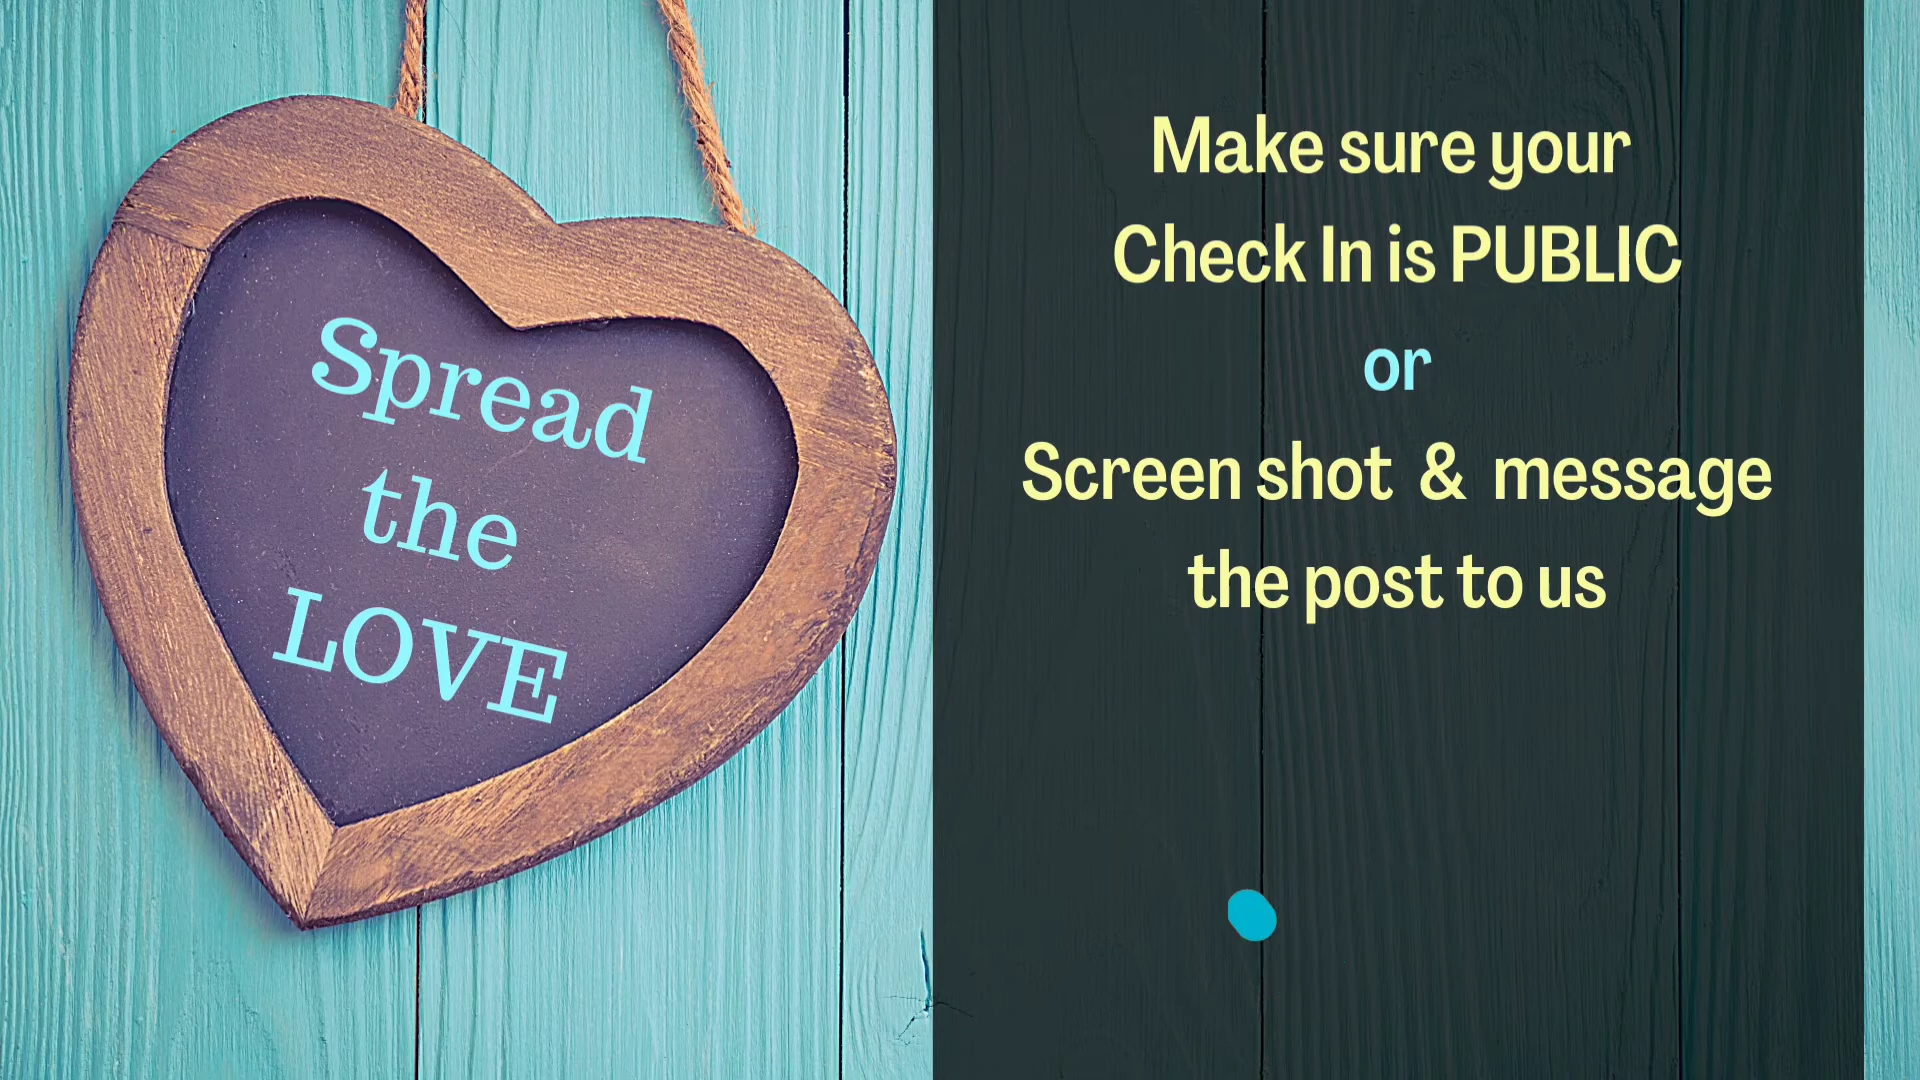 Spread
the
LOVE
Make sure your
Check In is PUBLIC
or
Screen shot & message
the post to us